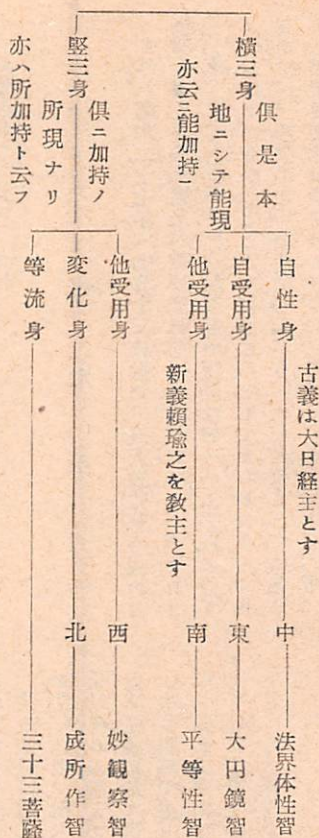 横三身
俱是本
地ニシテ能現
亦云ニ能加持ー
古義は大日経主とす
自性身
中
法界体性智
自受用身
東
大円鏡智
他受用身
南
平等性智
新義頼瑜之を教主とす
竪三身
俱ニ加持ノ
所現ナリ
亦ハ所加持ト云フ
他受用身
西
妙観察智
変化身
北
成所作智
等流身
三十三菩薩